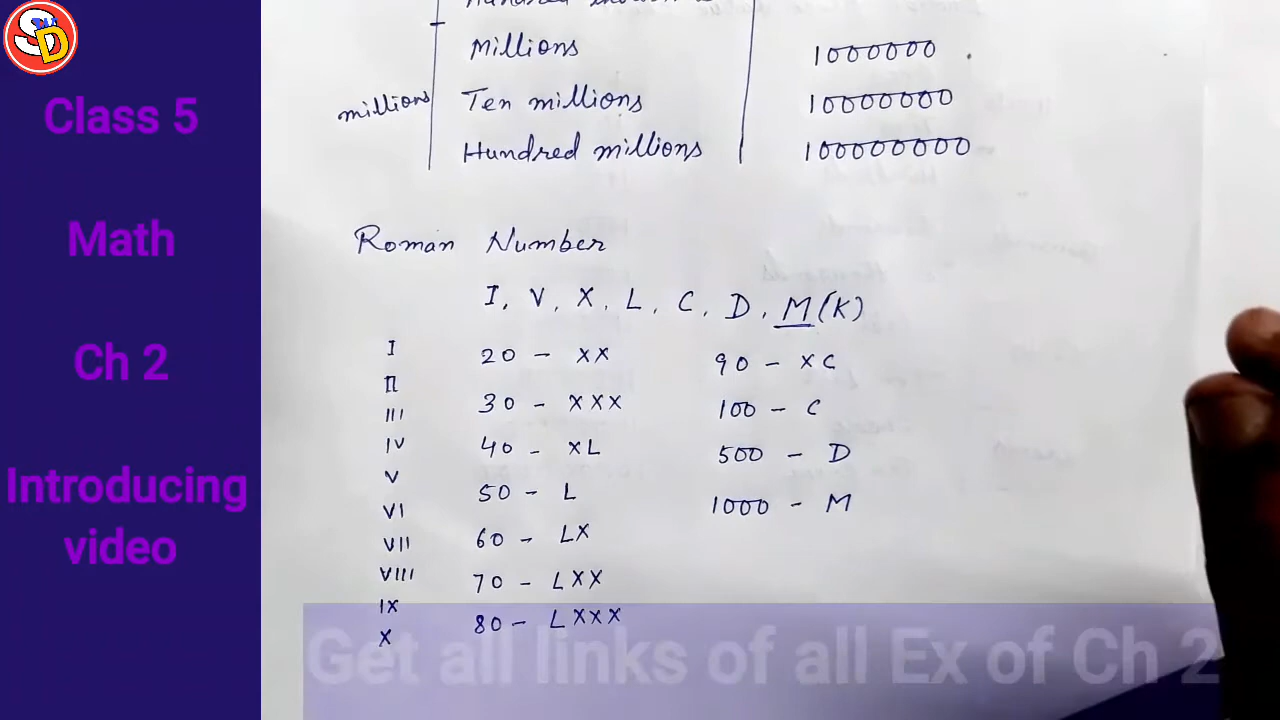 SD
Class 5
Math
Ch 2
Introducing
video
Millions 1000000
millions Ten millions 10000000
Hundred millions 100000000
Roman Number
I, V, X, L, C, D, M(K)
I 20 - XX 90 - XC
II
30 - XXX 100 - C
III
IV 40 - XL 500 - D
V
50 - L 1000 - M
VI
VII 60 - LX
VIII 70 - LXX
IX
80 - LXXX
X
Get all links of all Ex of Ch 2